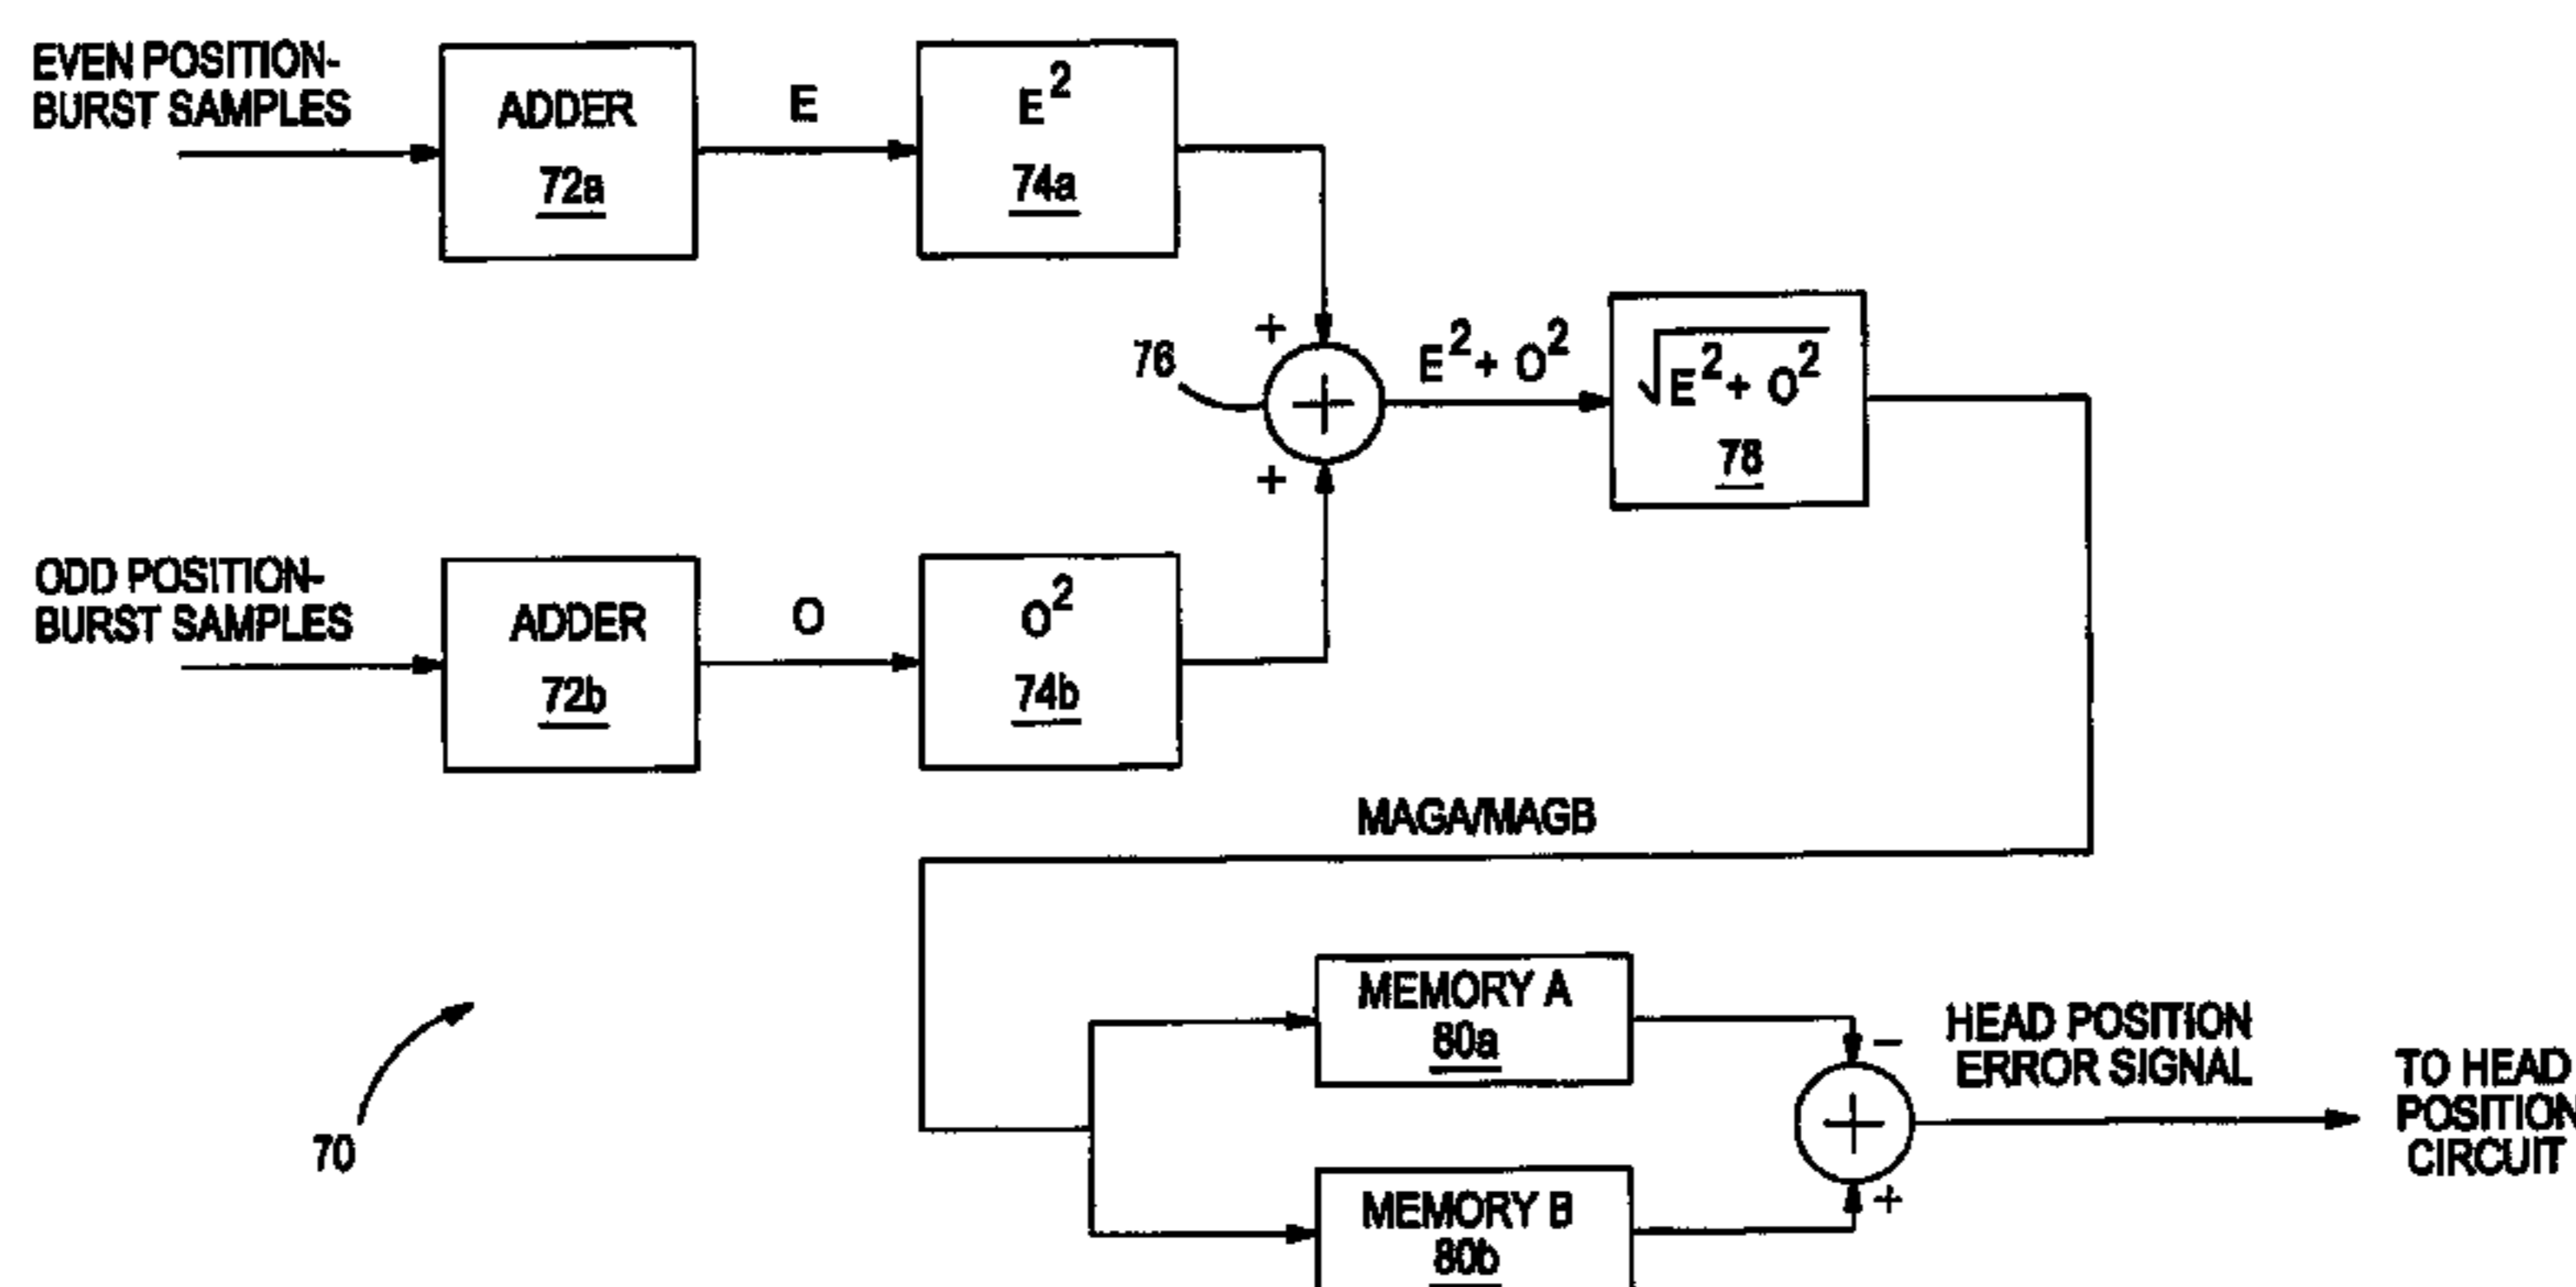 EVEN POSITION-
BURST SAMPLES
ADDER
72a
E
E²
74a
+
76
+
+
E² + O²
√E² + O²
78
ODD POSITION-
BURST SAMPLES
ADDER
72b
O
O²
74b
MAGA/MAGB
70
MEMORY A
80a
MEMORY B
80b
−
+
+
HEAD POSITION
ERROR SIGNAL
TO HEAD
POSITION
CIRCUIT